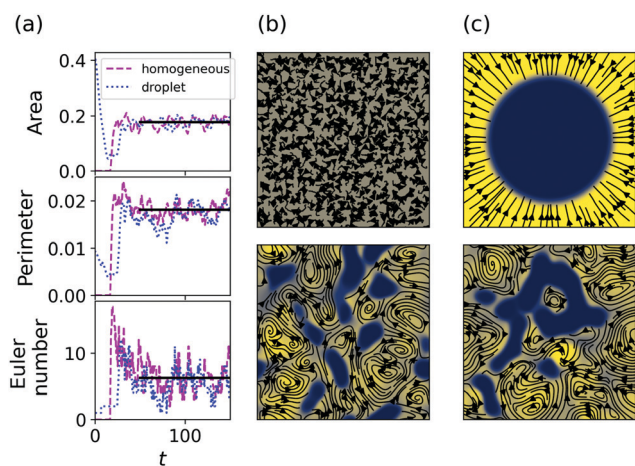 (a)
(b)
(c)
0.4
0.2
0.0
Area
homogeneous
droplet
0.02
0.01
0.00
Perimeter
10
0
Euler
number
0
100
t